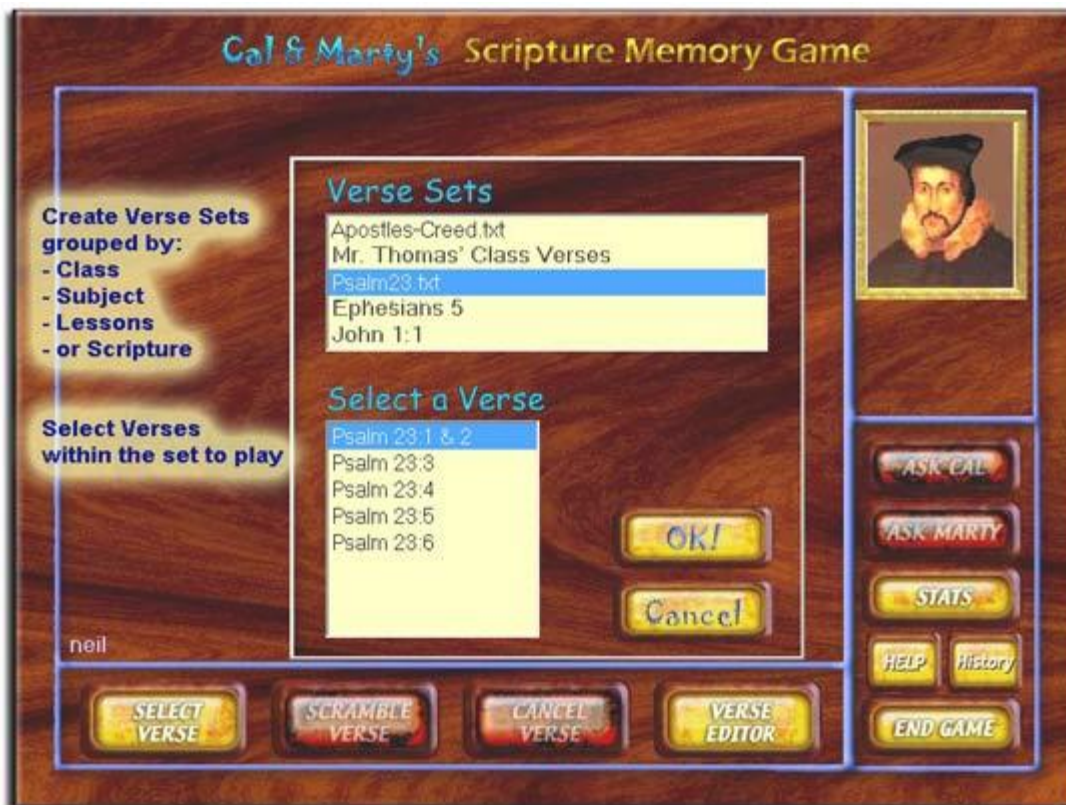 Cal & Marty's Scripture Memory Game
Create Verse Sets
grouped by:
- Class
- Subject
- Lessons
- or Scripture
Select Verses
within the set to play
neil
Verse Sets
Apostles-Creed.txt
Mr. Thomas' Class Verses
Psalm23.txt
Ephesians 5
John 1:1
Select a Verse
Psalm 23:1 & 2
Psalm 23:3
Psalm 23:4
Psalm 23:5
Psalm 23:6
OK!
Cancel
ASK CAL
ASK MARTY
STATS
HELP History
END GAME
SELECT VERSE
SCRAMBLE VERSE
CANCEL VERSE
VERSE EDITOR